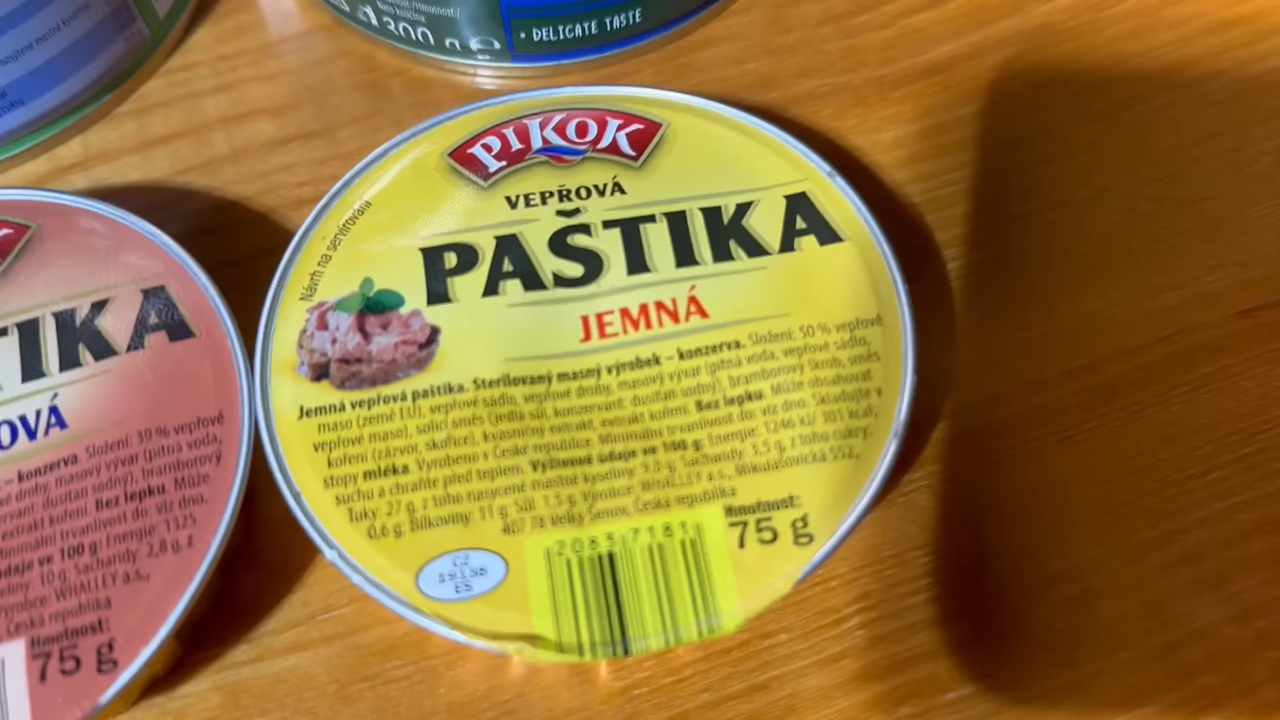 300 g
• DELICATE TASTE
PIKOK
VEPŘOVÁ
PAŠTIKA
JEMNÁ
Návrh na servírování
Jemná vepřová paštika. Sterilovaný masný výrobek – konzerva. Složení: 50 % vepřové
maso (země EU), vepřové sádlo, vepřové droby, masový vývar (pitná voda, vepřové sádlo,
vepřové maso), solicí směs (jedlá sůl, konzervant: dusitan sodný), bramborový škrob, směs
koření (zázvor, skořice), kvasničný extrakt, extrakt koření. Bez lepku. Může obsahovat
stopy mléka. Vyrobeno v České republice. Minimální trvanlivost do: viz dno. Skladujte v
suchu a chraňte před teplem. Výživové údaje ve 100 g: Energie: 1246 kJ/ 301 kcal,
Tuky: 27 g, z toho nasycené mastné kyseliny: Sacharidy: 3,5 g, z toho cukry:
0,6 g, Bílkoviny: 11 g, Sůl: 1,5 g. Výrobce: WHALLEY a.s., Mikulášovická 552,
407 78 Velký Šenov, Česká republika
Hmotnost:
75 g
2083 7181
TIKA
OVÁ
– konzerva. Složení: 39 % vepřové
droby, masový vývar (pitná voda,
dusitan sodný), bramborový
extrakt koření. Bez lepku. Může
Minimální trvanlivost do: viz dno.
údaje ve 100 g: Energie: 1325
10 g, Sacharidy: 2,8 g, z
Výrobce: WHALLEY a.s.,
Česká republika
Hmotnost:
75 g